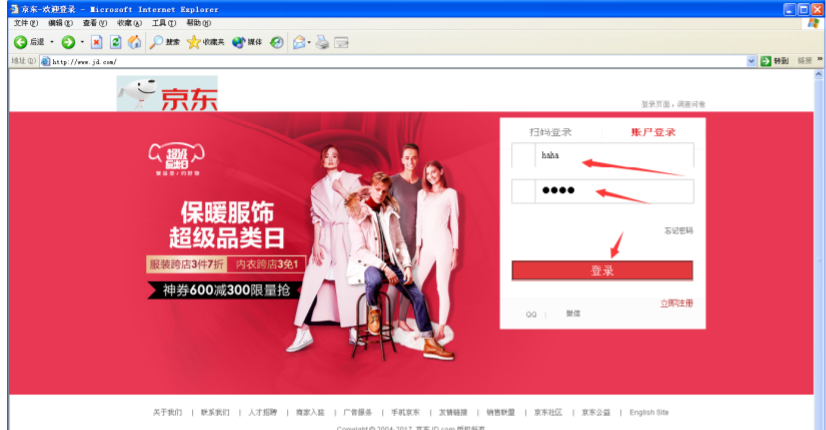 京东-欢迎登录 - Microsoft Internet Explorer
文件(F) 编辑(E) 查看(V) 收藏(A) 工具(T) 帮助(H)
后退 搜索 收藏夹 媒体
地址(D) http://www.jd.com/ 转到 链接 »
京东
登录页面,调查问卷
扫码登录 账户登录
haha
●●●●
忘记密码
登录
立即注册
QQ | 微信
超级品类日
保暖服饰
超级品类日
服装跨店3件7折 内衣跨店3免1
神券600减300限量抢
关于我们 | 联系我们 | 人才招聘 | 商家入驻 | 广告服务 | 手机京东 | 友情链接 | 销售联盟 | 京东社区 | 京东公益 | English Site
Copyright © 2004-2017 京东JD.com 版权所有